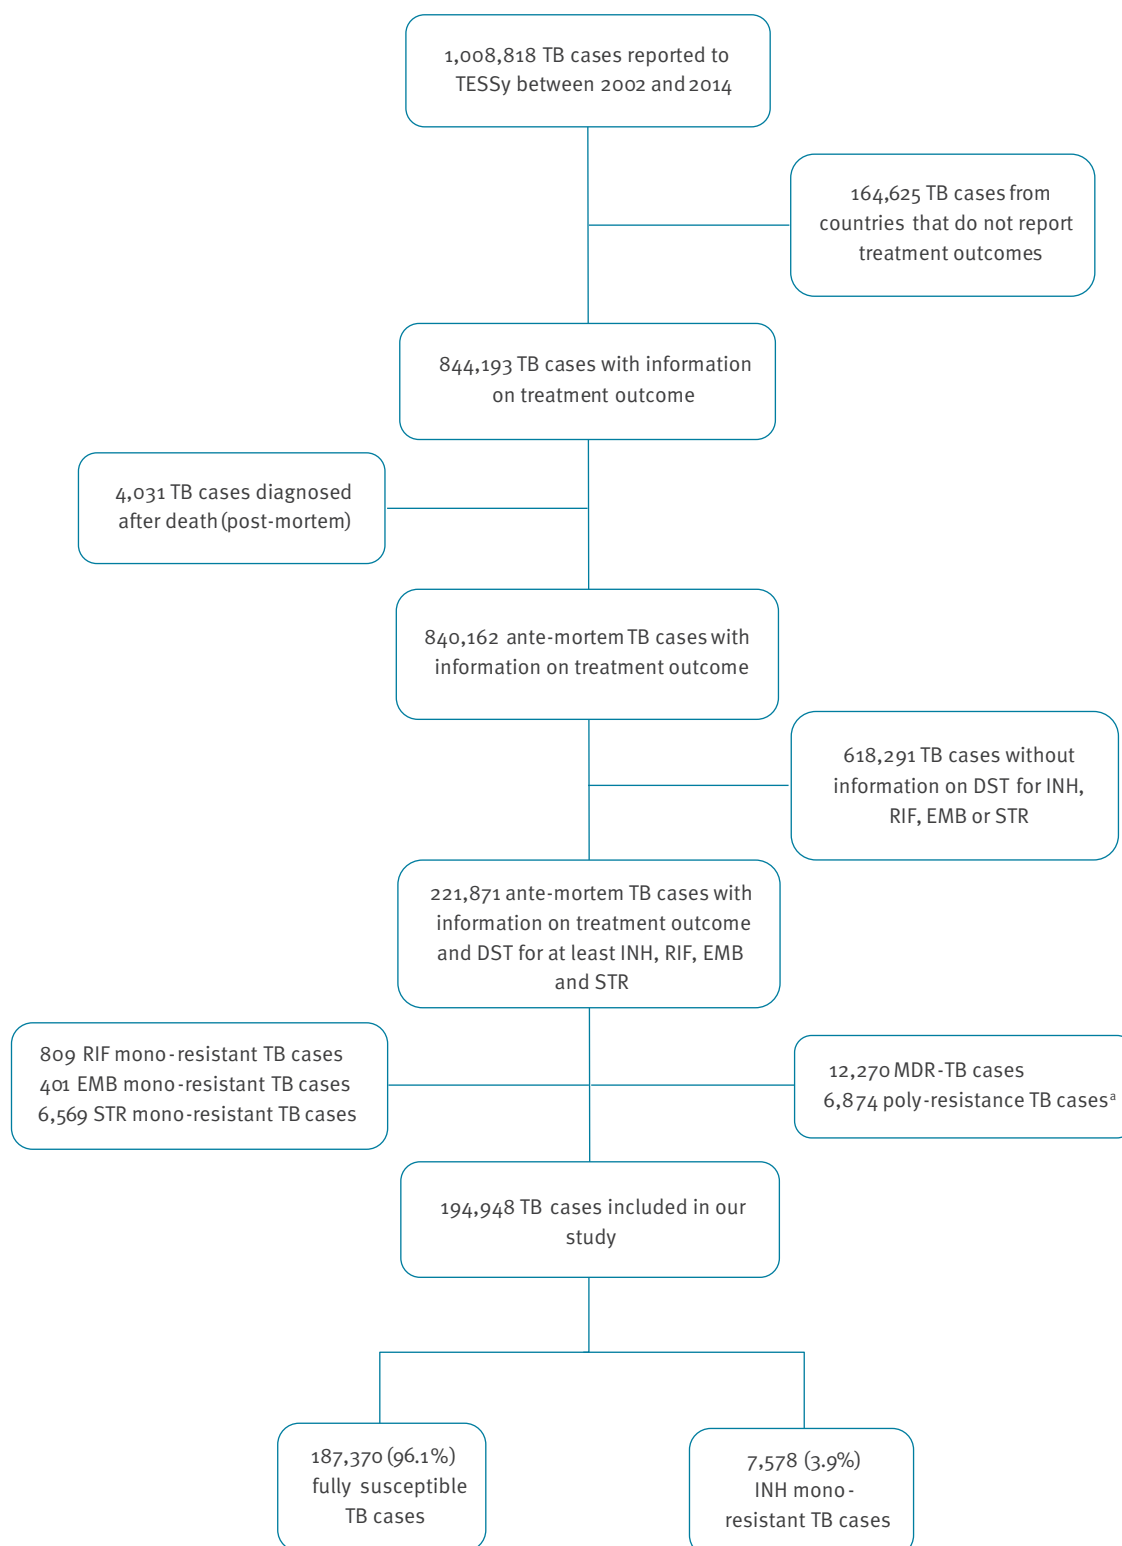 1,008,818 TB cases reported to
TESSy between 2002 and 2014
164,625 TB cases from
countries that do not report
treatment outcomes
844,193 TB cases with information
on treatment outcome
4,031 TB cases diagnosed
after death (post-mortem)
840,162 ante-mortem TB cases with
information on treatment outcome
618,291 TB cases without
information on DST for INH,
RIF, EMB or STR
221,871 ante-mortem TB cases with
information on treatment outcome
and DST for at least INH, RIF, EMB
and STR
809 RIF mono-resistant TB cases
401 EMB mono-resistant TB cases
6,569 STR mono-resistant TB cases
12,270 MDR-TB cases
6,874 poly-resistance TB casesᵃ
194,948 TB cases included in our
study
187,370 (96.1%)
fully susceptible
TB cases
7,578 (3.9%)
INH mono-
resistant TB cases